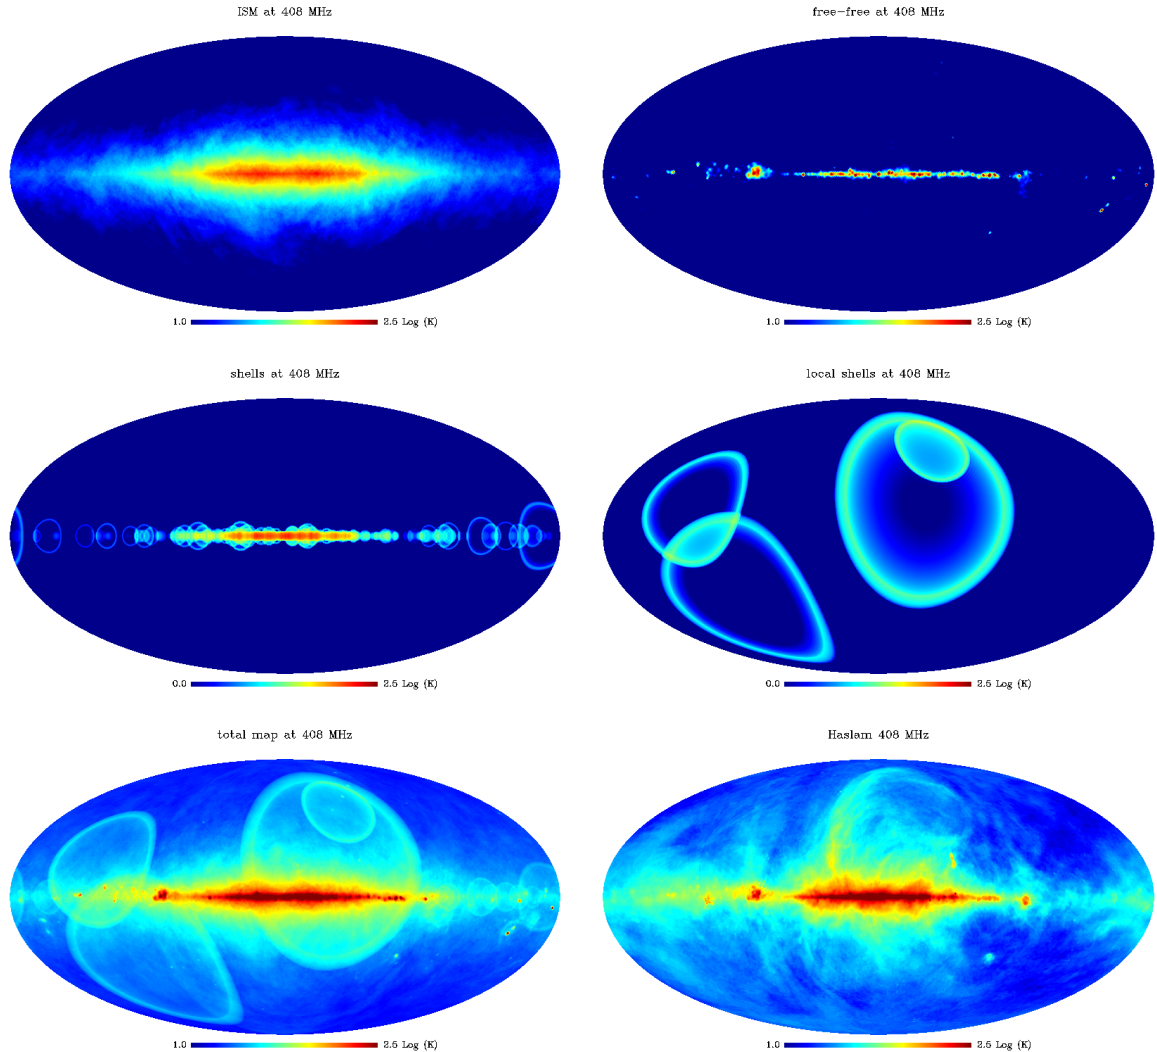 ISM at 408 MHz
free-free at 408 MHz
1.0 2.5 Log (K)
1.0 2.5 Log (K)
shells at 408 MHz
local shells at 408 MHz
0.0 2.5 Log (K)
0.0 2.5 Log (K)
total map at 408 MHz
Haslam 408 MHz
1.0 2.5 Log (K)
1.0 2.5 Log (K)